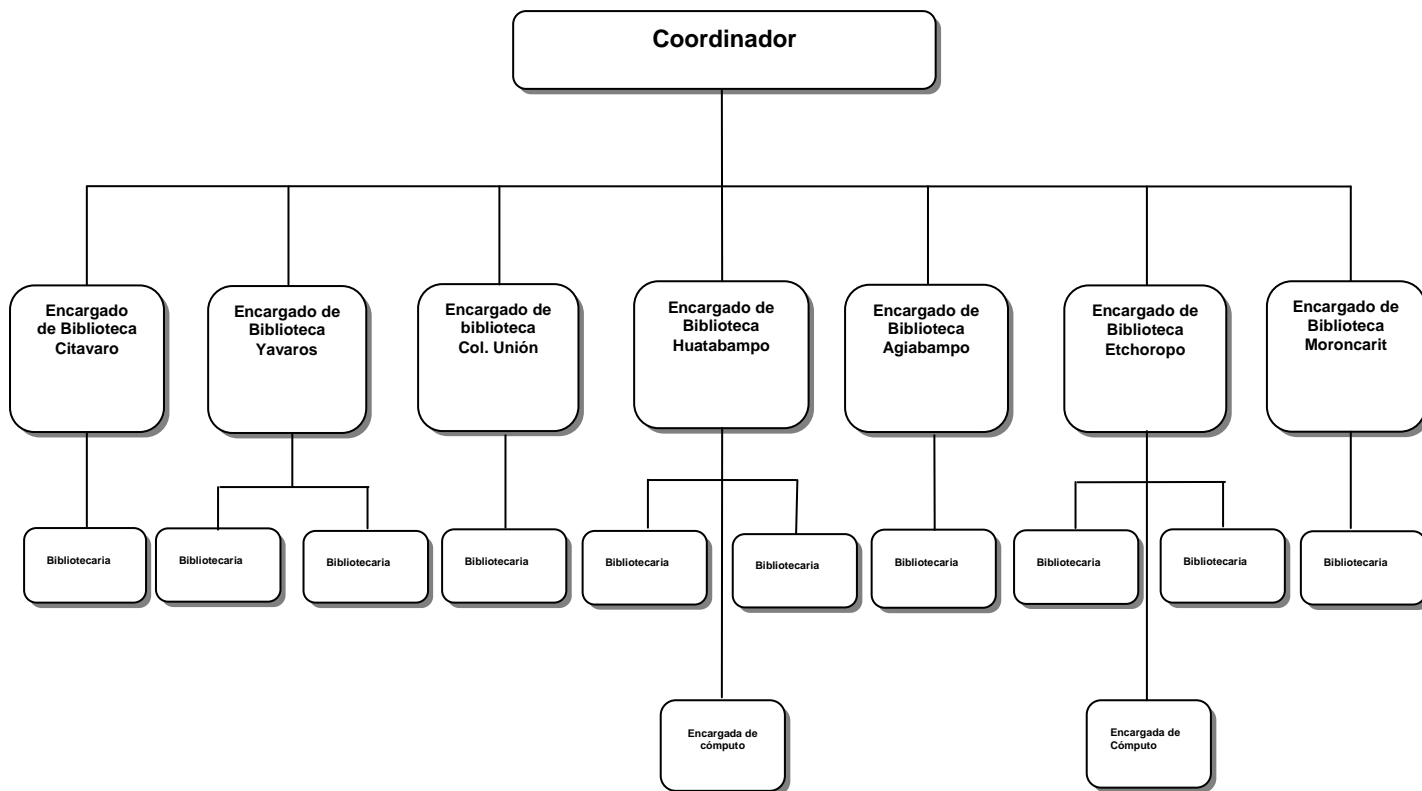 Coordinador
Encargado
de Biblioteca
Citavaro
Encargado de
Biblioteca
Yavaros
Encargado de
biblioteca
Col. Unión
Encargado de
Biblioteca
Huatabampo
Encargado de
Biblioteca
Agiabampo
Encargado de
Biblioteca
Etchoropo
Encargado de
Biblioteca
Moroncarit
Bibliotecaria
Bibliotecaria
Bibliotecaria
Bibliotecaria
Bibliotecaria
Bibliotecaria
Bibliotecaria
Bibliotecaria
Bibliotecaria
Bibliotecaria
Encargada de
cómputo
Encargada de
Cómputo